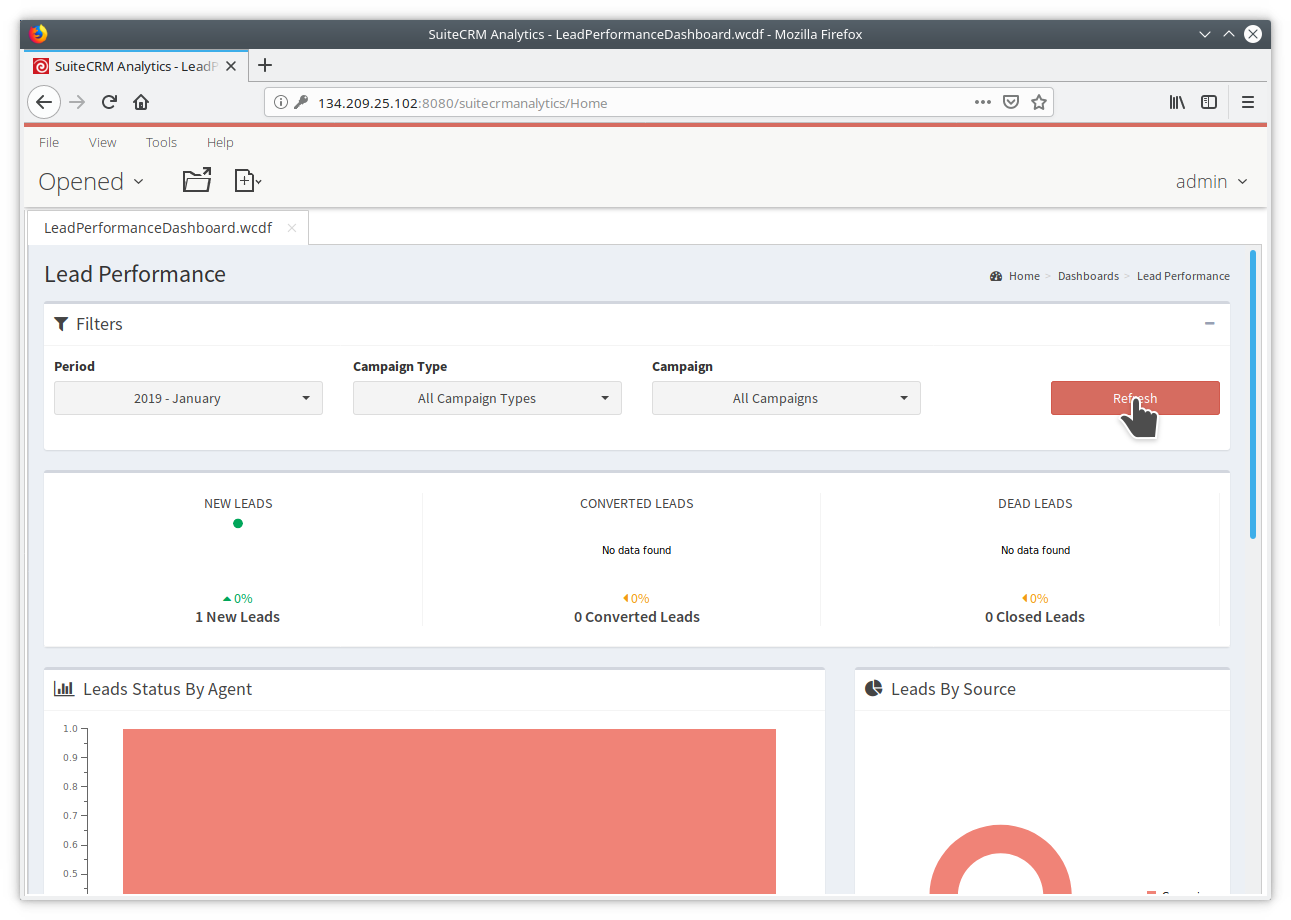 SuiteCRM Analytics - LeadPerformanceDashboard.wcdf - Mozilla Firefox
SuiteCRM Analytics - LeadP
134.209.25.102:8080/suitecrmanalytics/Home
File View Tools Help
Opened
admin
LeadPerformanceDashboard.wcdf
Lead Performance
Home > Dashboards > Lead Performance
Filters
Period Campaign Type Campaign
2019 - January All Campaign Types All Campaigns Refresh
NEW LEADS CONVERTED LEADS DEAD LEADS
No data found No data found
0% 0% 0%
1 New Leads 0 Converted Leads 0 Closed Leads
Leads Status By Agent Leads By Source
1.0
0.9
0.8
0.7
0.6
0.5